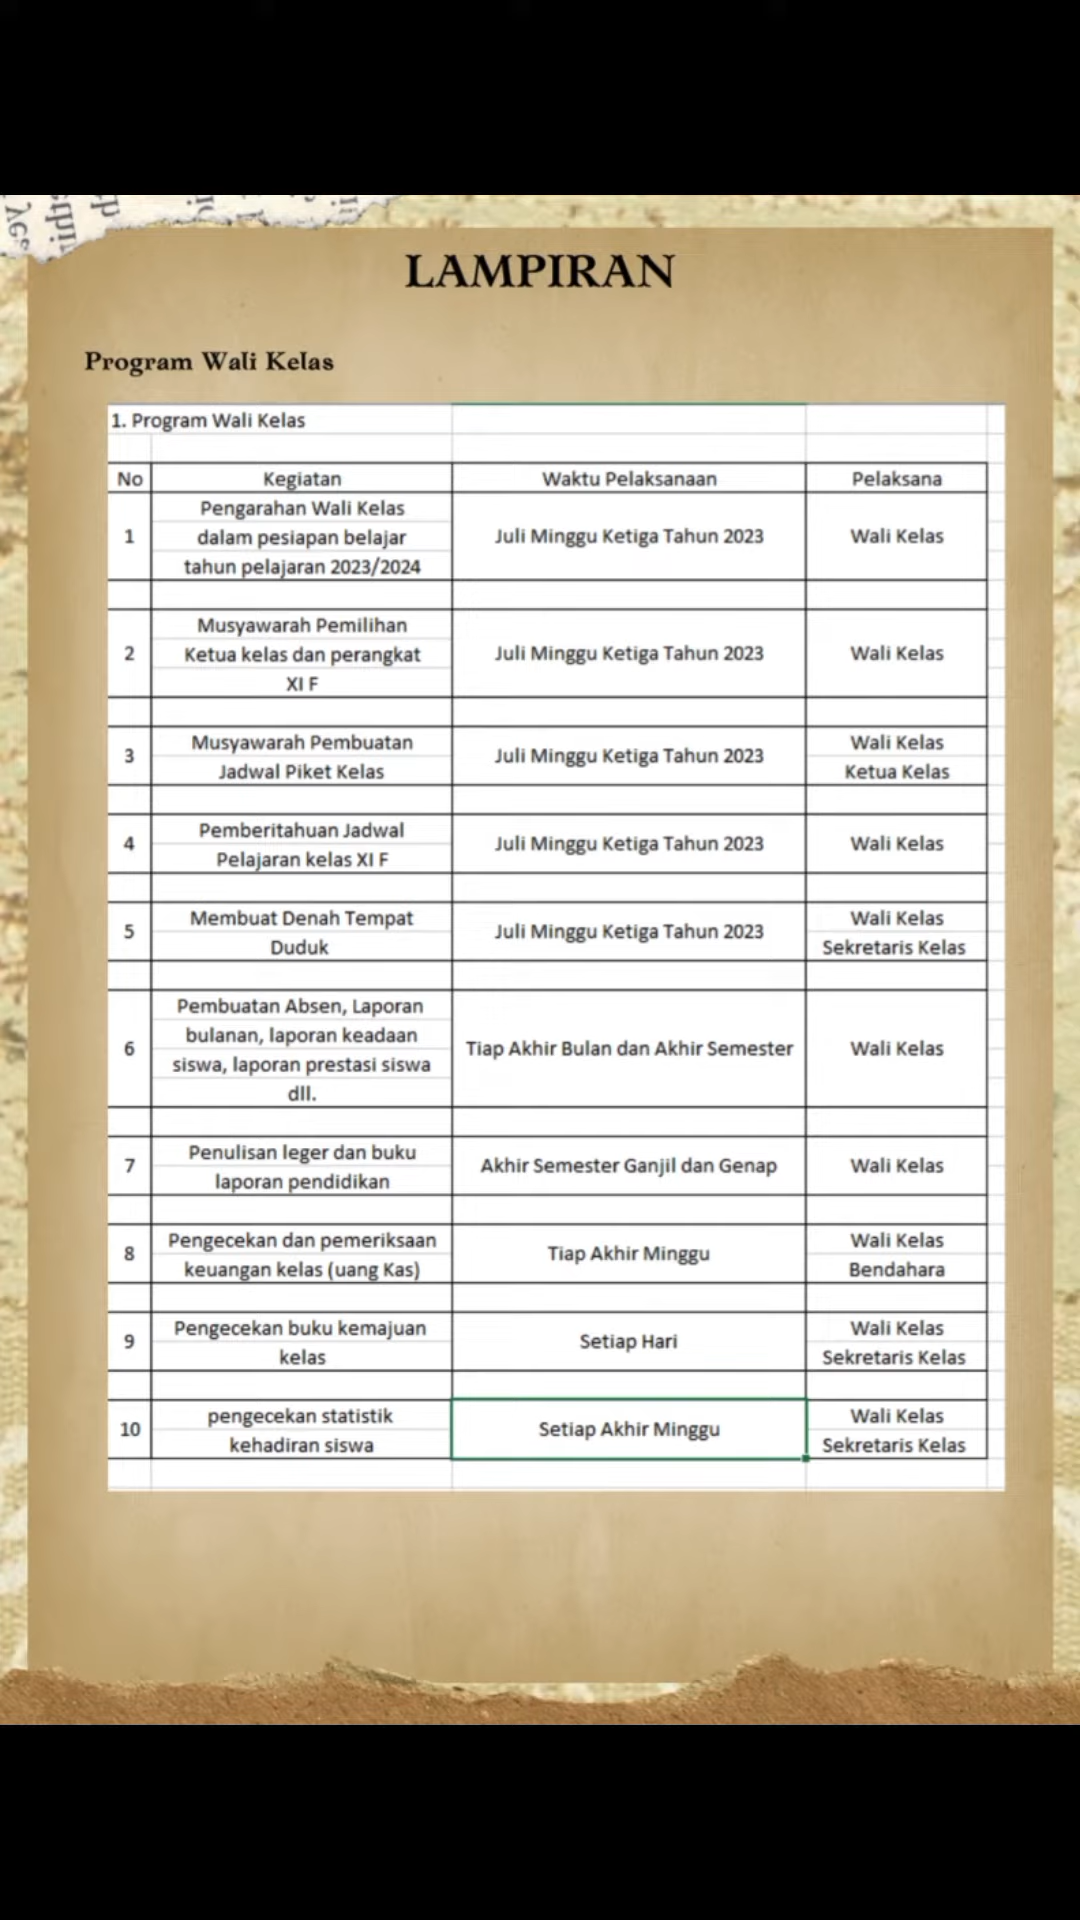 LAMPIRAN
Program Wali Kelas
1. Program Wali Kelas
No Kegiatan Waktu Pelaksanaan Pelaksana
1 Pengarahan Wali Kelas
dalam pesiapan belajar
tahun pelajaran 2023/2024 Juli Minggu Ketiga Tahun 2023 Wali Kelas
2 Musyawarah Pemilihan
Ketua kelas dan perangkat
XI F Juli Minggu Ketiga Tahun 2023 Wali Kelas
3 Musyawarah Pembuatan
Jadwal Piket Kelas Juli Minggu Ketiga Tahun 2023 Wali Kelas
Ketua Kelas
4 Pemberitahuan Jadwal
Pelajaran kelas XI F Juli Minggu Ketiga Tahun 2023 Wali Kelas
5 Membuat Denah Tempat
Duduk Juli Minggu Ketiga Tahun 2023 Wali Kelas
Sekretaris Kelas
6 Pembuatan Absen, Laporan
bulanan, laporan keadaan
siswa, laporan prestasi siswa
dll. Tiap Akhir Bulan dan Akhir Semester Wali Kelas
7 Penulisan leger dan buku
laporan pendidikan Akhir Semester Ganjil dan Genap Wali Kelas
8 Pengecekan dan pemeriksaan
keuangan kelas (uang Kas) Tiap Akhir Minggu Wali Kelas
Bendahara
9 Pengecekan buku kemajuan
kelas Setiap Hari Wali Kelas
Sekretaris Kelas
10 pengecekan statistik
kehadiran siswa Setiap Akhir Minggu Wali Kelas
Sekretaris Kelas